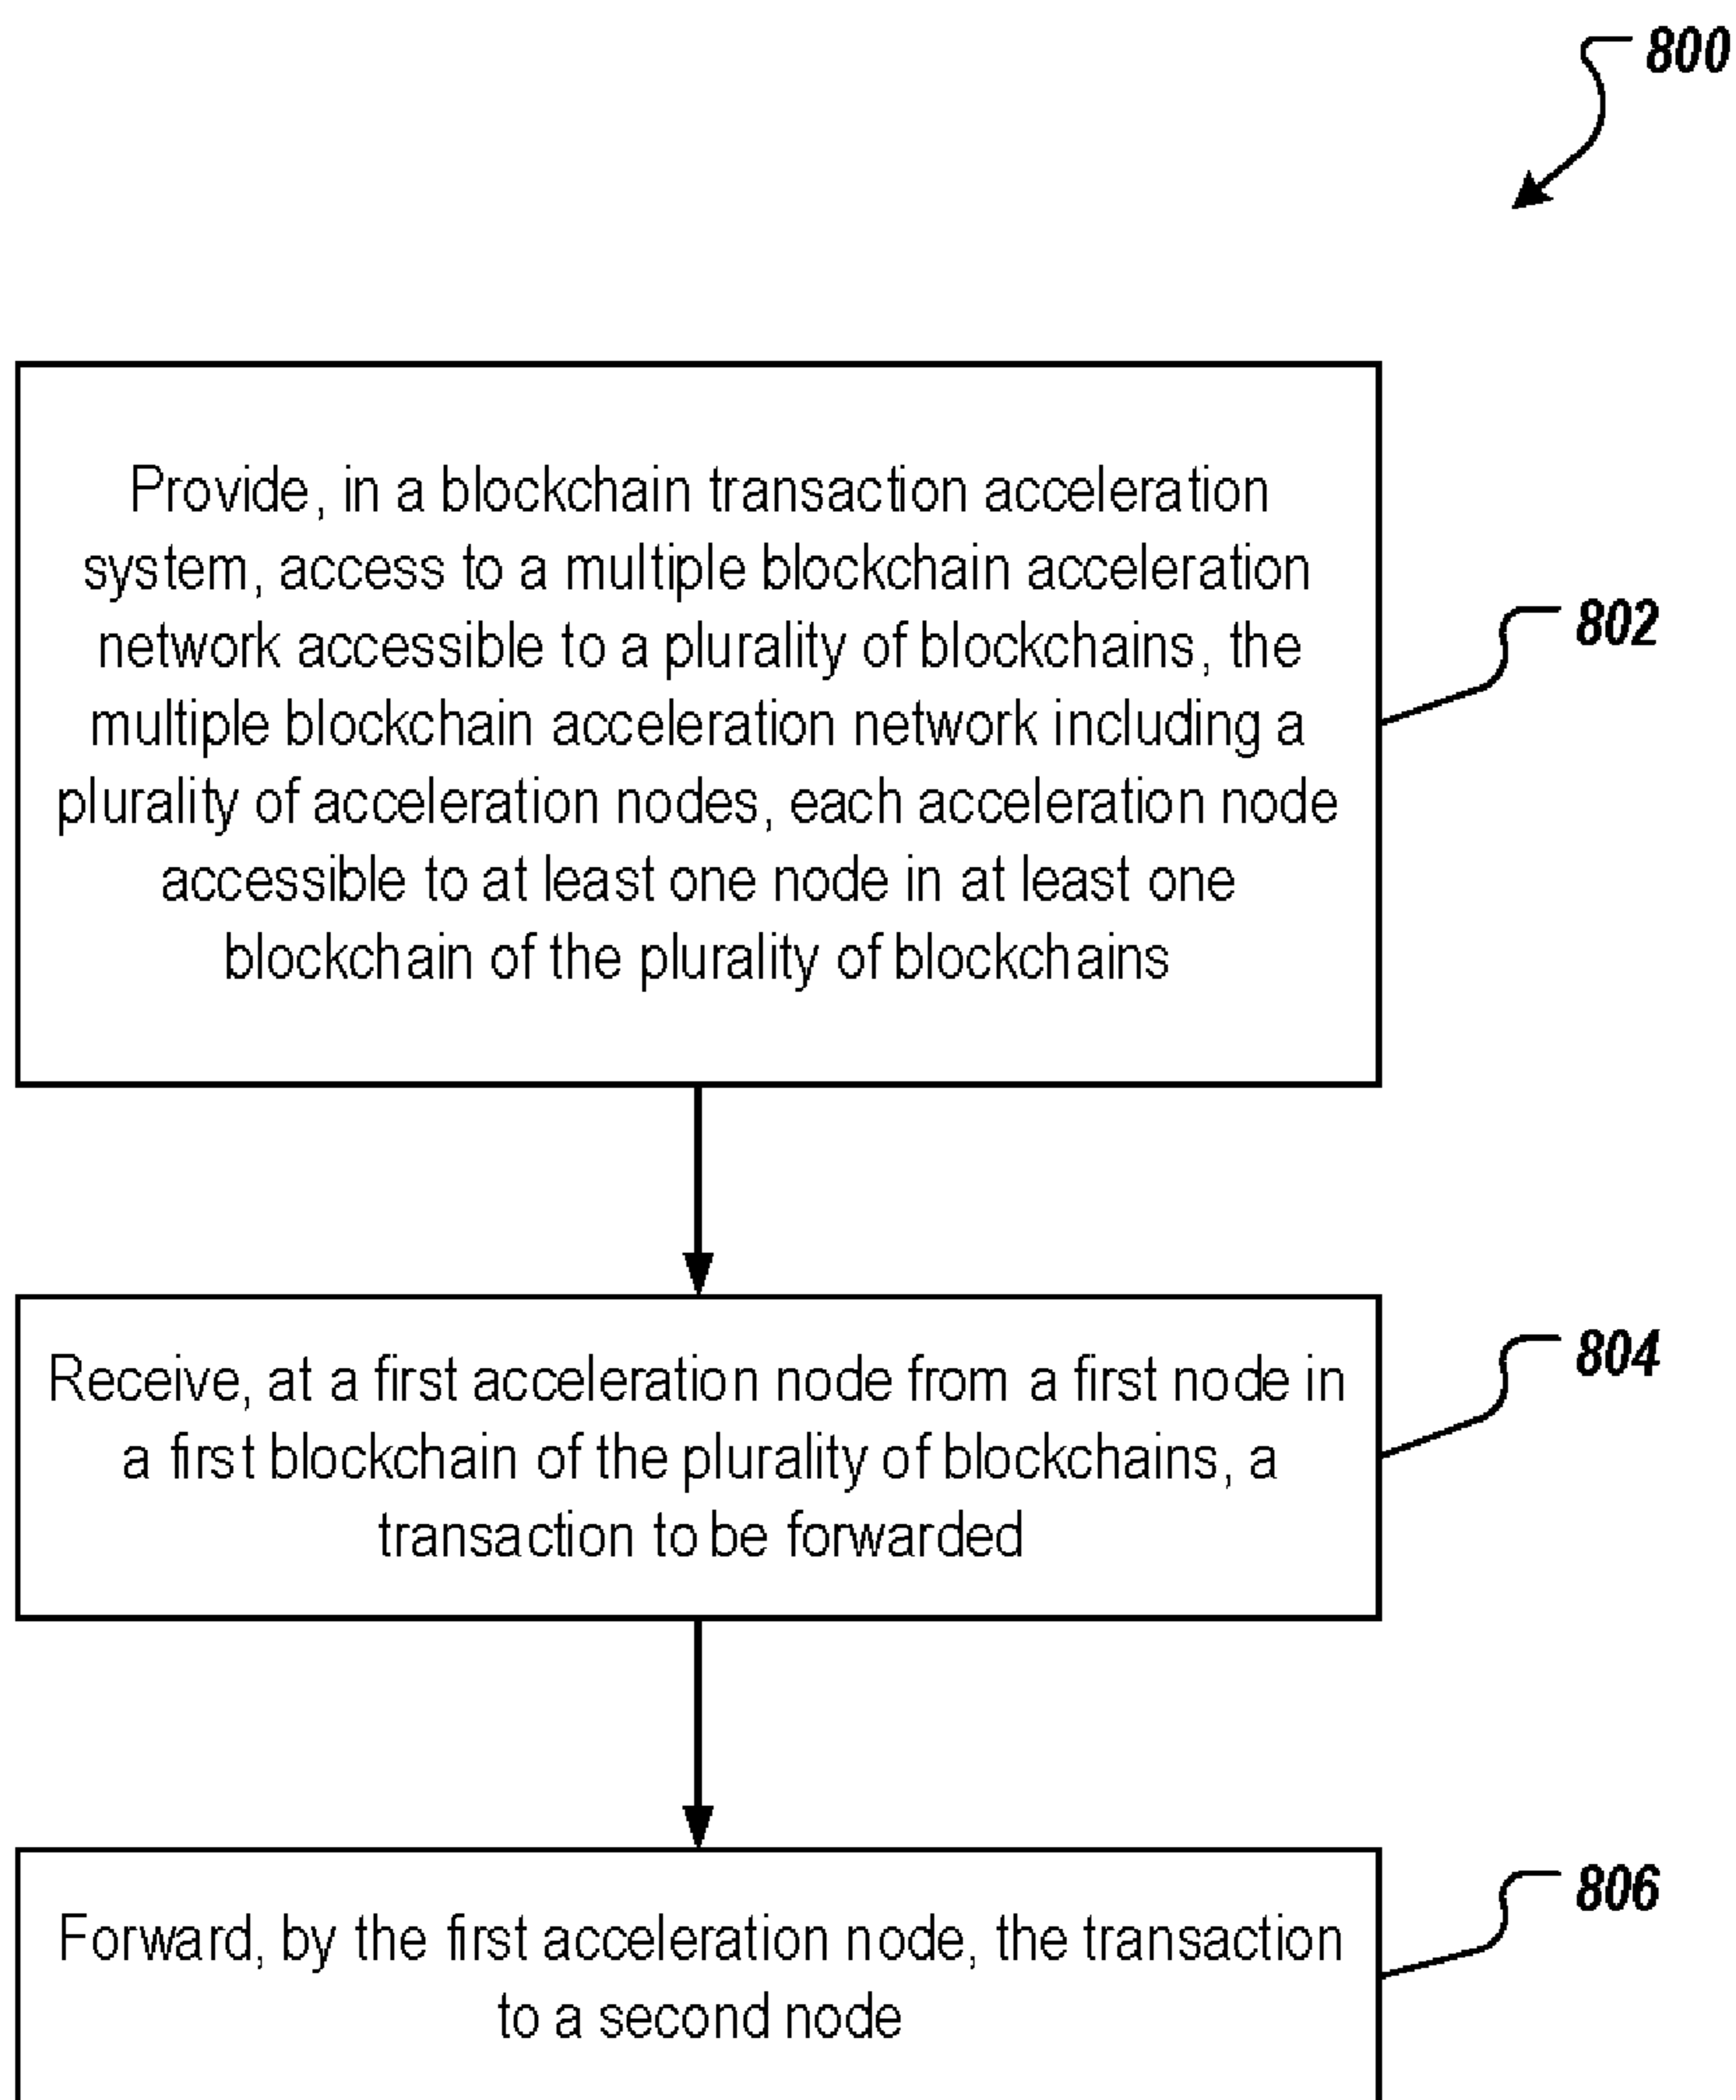 800
Provide, in a blockchain transaction acceleration
system, access to a multiple blockchain acceleration
network accessible to a plurality of blockchains, the
multiple blockchain acceleration network including a
plurality of acceleration nodes, each acceleration node
accessible to at least one node in at least one
blockchain of the plurality of blockchains
802
Receive, at a first acceleration node from a first node in
a first blockchain of the plurality of blockchains, a
transaction to be forwarded
804
Forward, by the first acceleration node, the transaction
to a second node
806